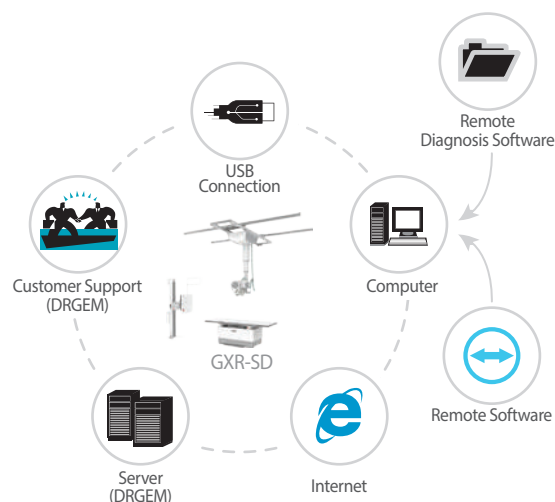 Remote
Diagnosis Software
USB
Connection
Customer Support
(DRGEM)
Computer
GXR-SD
Remote Software
Server
(DRGEM)
Internet